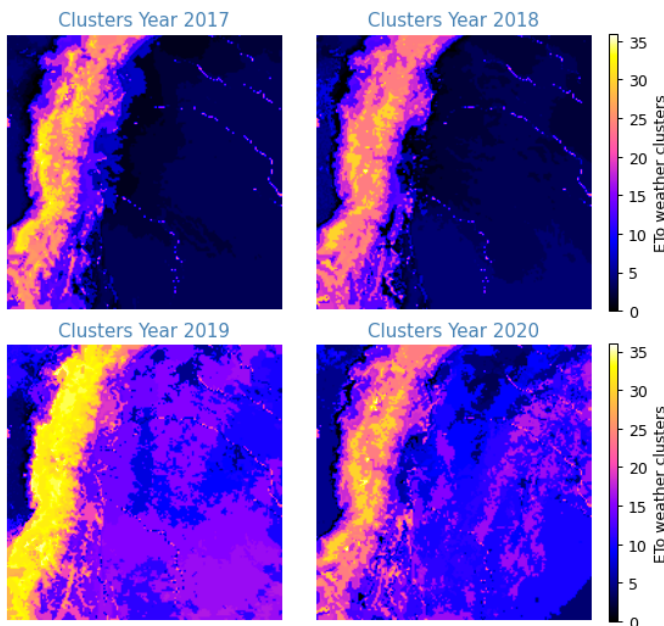 Clusters Year 2017
Clusters Year 2018
35
30
25
20
15
10
5
0
ETo weather clusters
Clusters Year 2019
Clusters Year 2020
35
30
25
20
15
10
5
0
ETo weather clusters